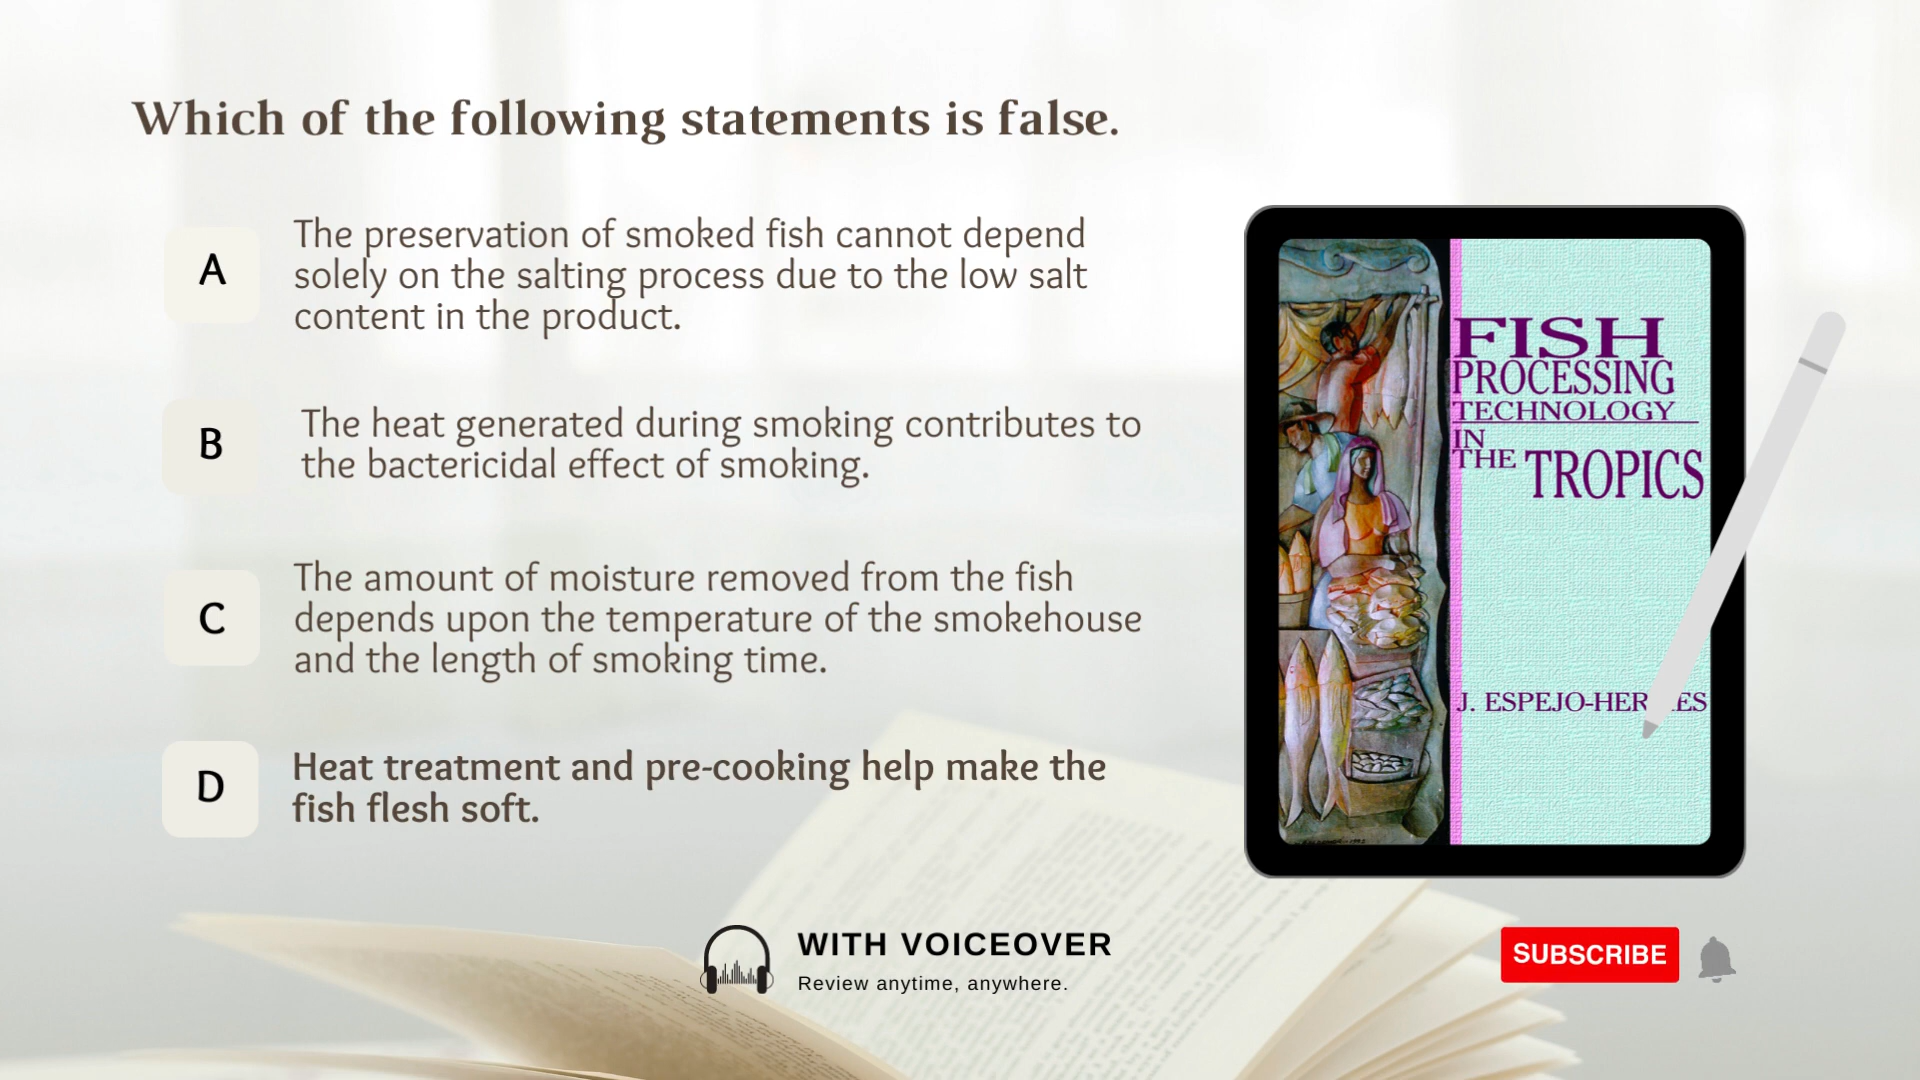 Which of the following statements is false.
A
The preservation of smoked fish cannot depend
solely on the salting process due to the low salt
content in the product.
B
The heat generated during smoking contributes to
the bactericidal effect of smoking.
C
The amount of moisture removed from the fish
depends upon the temperature of the smokehouse
and the length of smoking time.
D
Heat treatment and pre-cooking help make the
fish flesh soft.
FISH
PROCESSING
TECHNOLOGY
IN
THE TROPICS
J.
WITH VOICEOVER
Review anytime, anywhere.
SUBSCRIBE